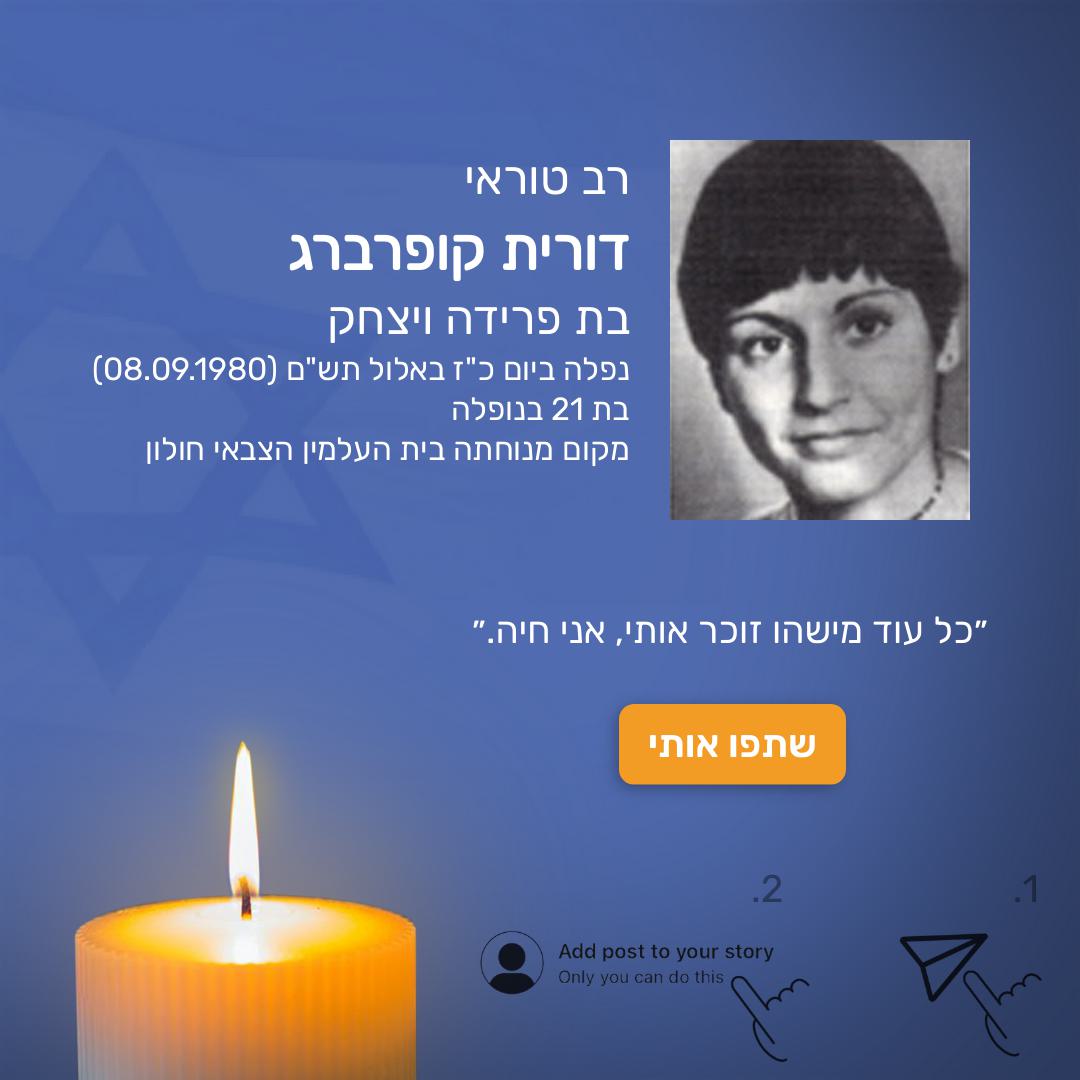 רב טוראי
דורית קופרברג
בת פרידה ויצחק
נפלה ביום כ"ז באלול תש"ם (08.09.1980)
בת 21 בנופלה
מקום מנוחתה בית העלמין הצבאי חולון
״כל עוד מישהו זוכר אותי, אני חיה.״
שתפו אותי
1.
2.
Add post to your story
Only you can do this